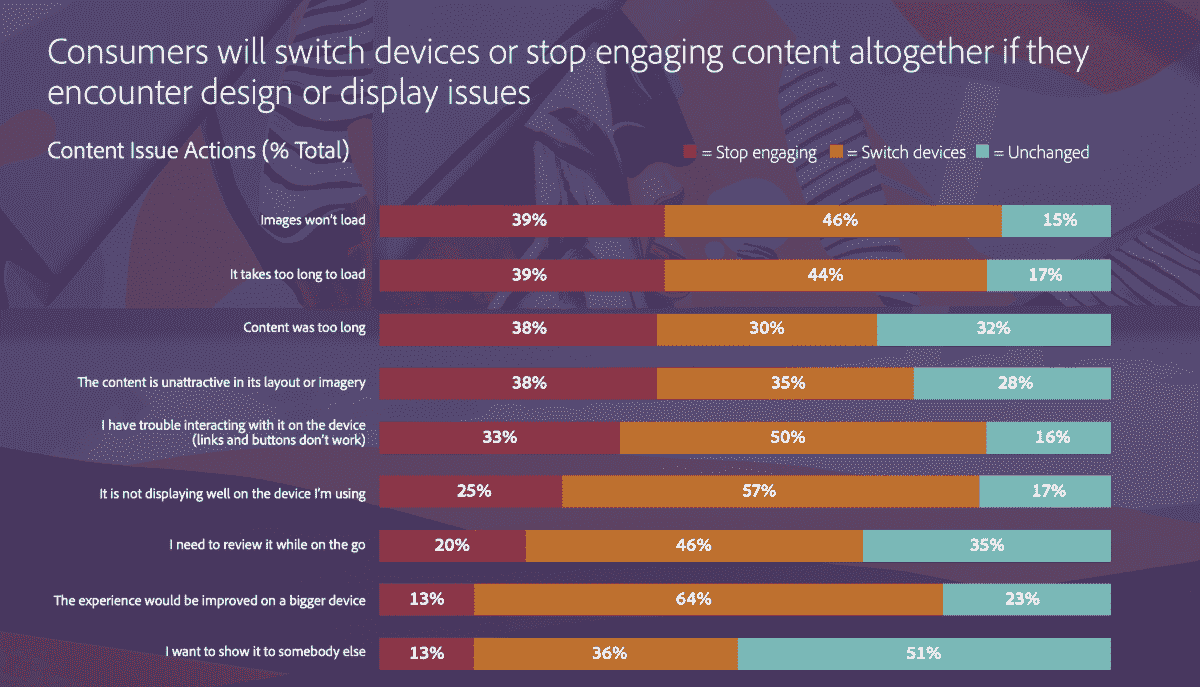 Consumers will switch devices or stop engaging content altogether if they
encounter design or display issues
Content Issue Actions (% Total)
= Stop engaging = Switch devices = Unchanged
Images won't load 39% 46% 15%
It takes too long to load 39% 44% 17%
Content was too long 38% 30% 32%
The content is unattractive in its layout or imagery 38% 35% 28%
I have trouble interacting with it on the device
(links and buttons don't work) 33% 50% 16%
It is not displaying well on the device I'm using 25% 57% 17%
I need to review it while on the go 20% 46% 35%
The experience would be improved on a bigger device 13% 64% 23%
I want to show it to somebody else 13% 36% 51%